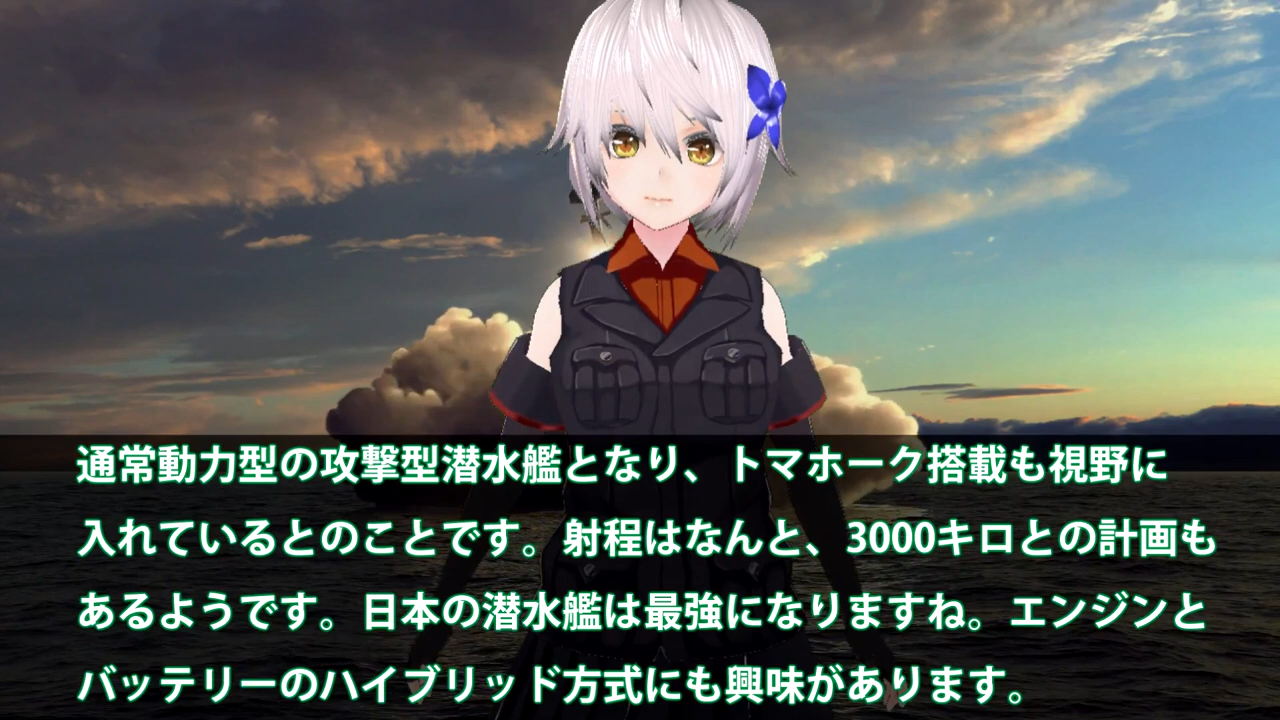 通常動力型の攻撃型潜水艦となり、トマホーク搭載も視野に
入れているとのことです。射程はなんと、3000キロとの計画も
あるようです。日本の潜水艦は最強になりますね。エンジンと
バッテリーのハイブリッド方式にも興味があります。